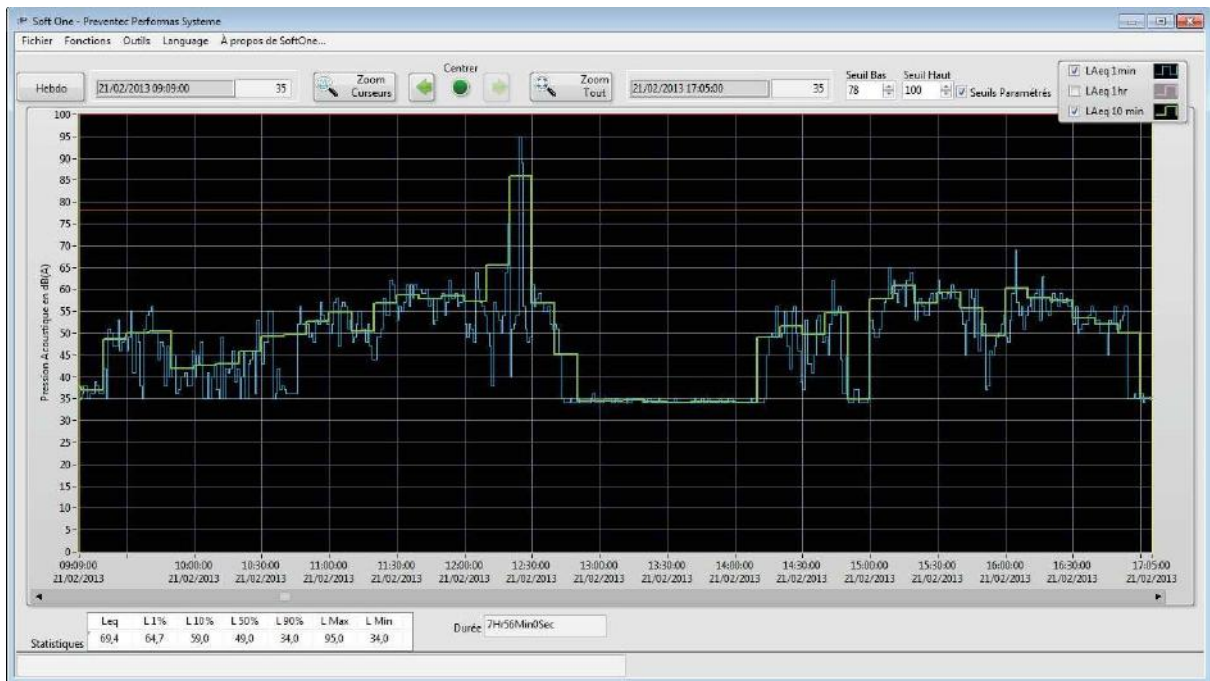 Soft One - Preventec Performas Systeme
Fichier Fonctions Outils Language À propos de SoftOne...
Hebdo
21/02/2013 09:09:00 35
Zoom Curseurs
Centrer
Zoom Tout
21/02/2013 17:05:00 35
Seuil Bas Seuil Haut
78 100 Seuils Paramétrés
LAeq 1min
LAeq 1hr
LAeq 10 min
Pression Acoustique en dB(A)
100
95
90
85
80
75
70
65
60
55
50
45
40
35
30
25
20
15
10
5
0
09:09:00 10:00:00 10:30:00 11:00:00 11:30:00 12:00:00 12:30:00 13:00:00 13:30:00 14:00:00 14:30:00 15:00:00 15:30:00 16:00:00 16:30:00 17:05:00
21/02/2013 21/02/2013 21/02/2013 21/02/2013 21/02/2013 21/02/2013 21/02/2013 21/02/2013 21/02/2013 21/02/2013 21/02/2013 21/02/2013 21/02/2013 21/02/2013 21/02/2013 21/02/2013
Leq L 1% L 10% L 50% L 90% L Max L Min
Statistiques 69,4 64,7 59,0 49,0 34,0 95,0 34,0
Durée 7Hr56Min0Sec